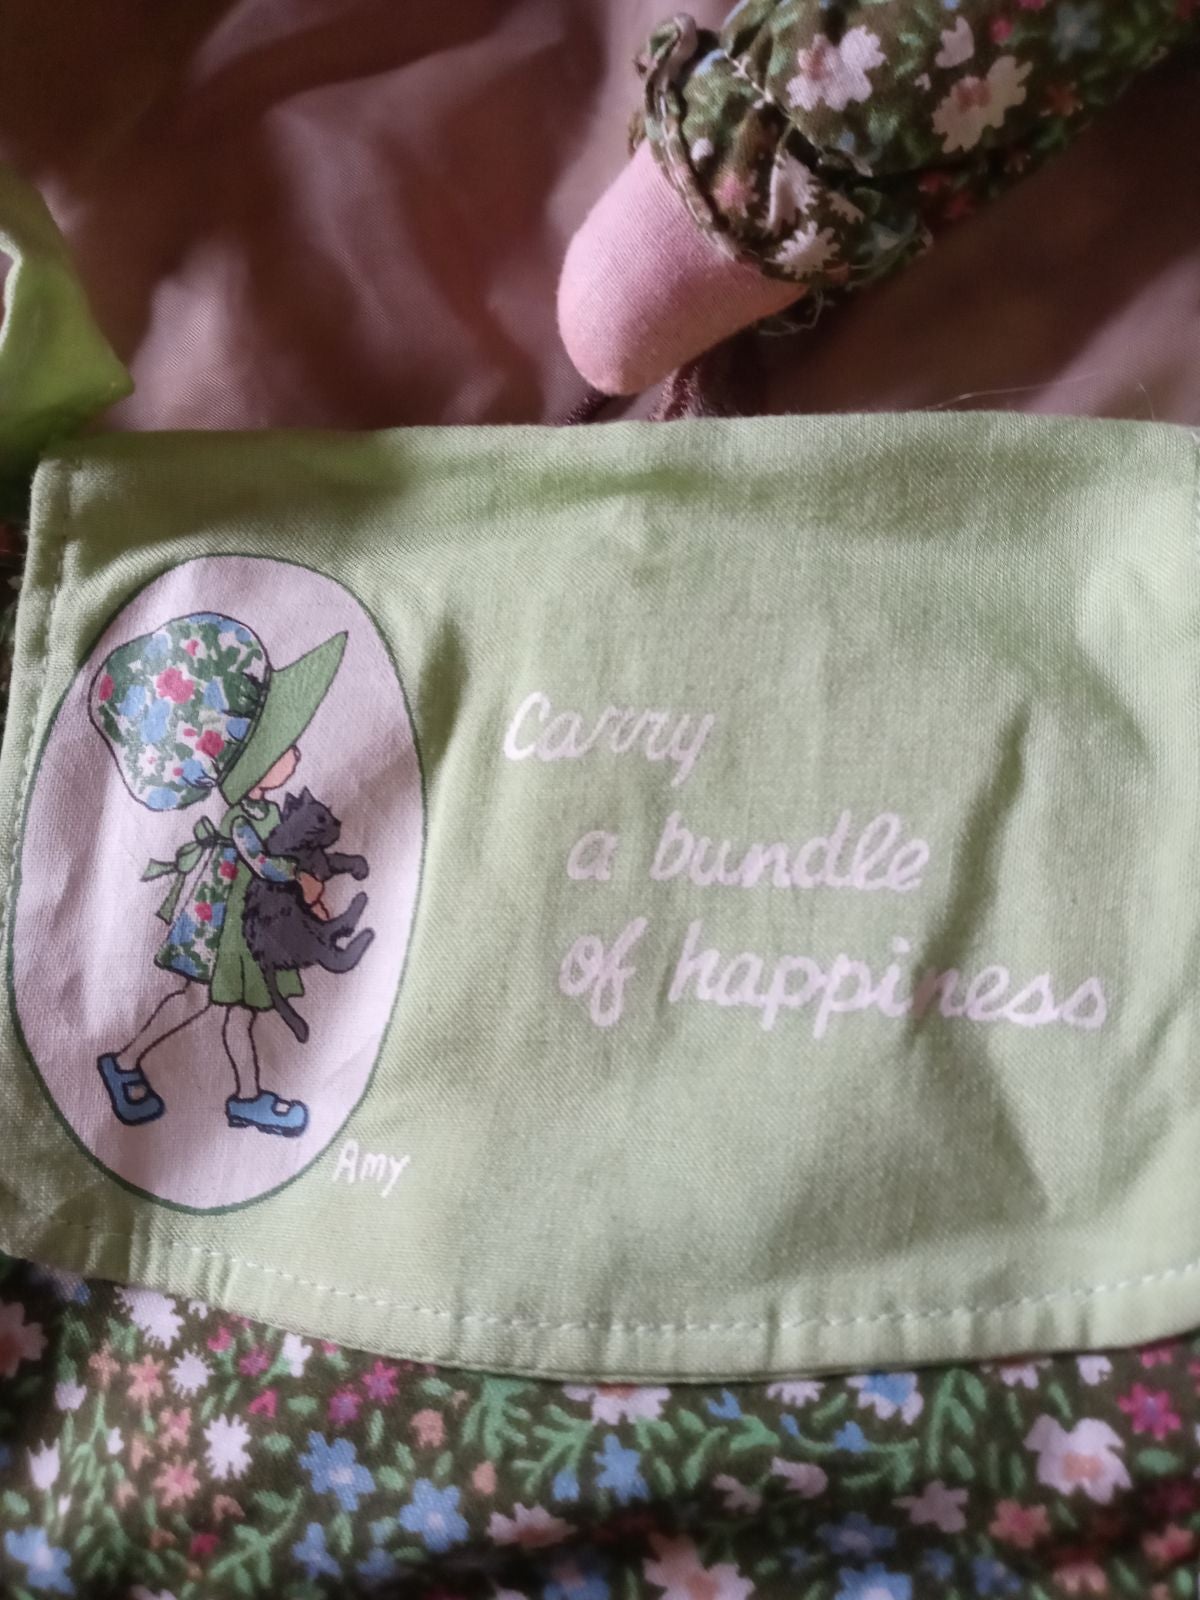 Carry
a bundle
of happiness
Amy